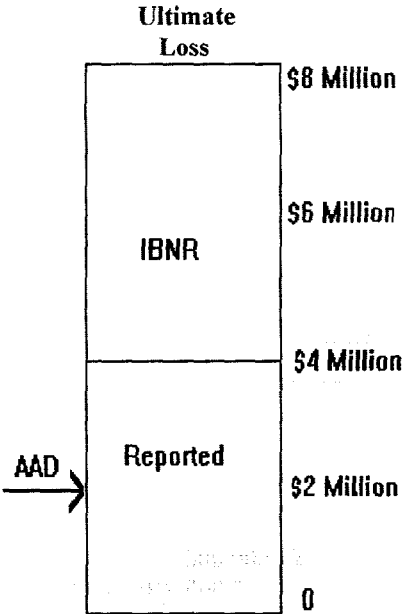 Ultimate
Loss
$8 Million
$6 Million
IBNR
$4 Million
Reported
AAD
$2 Million
0